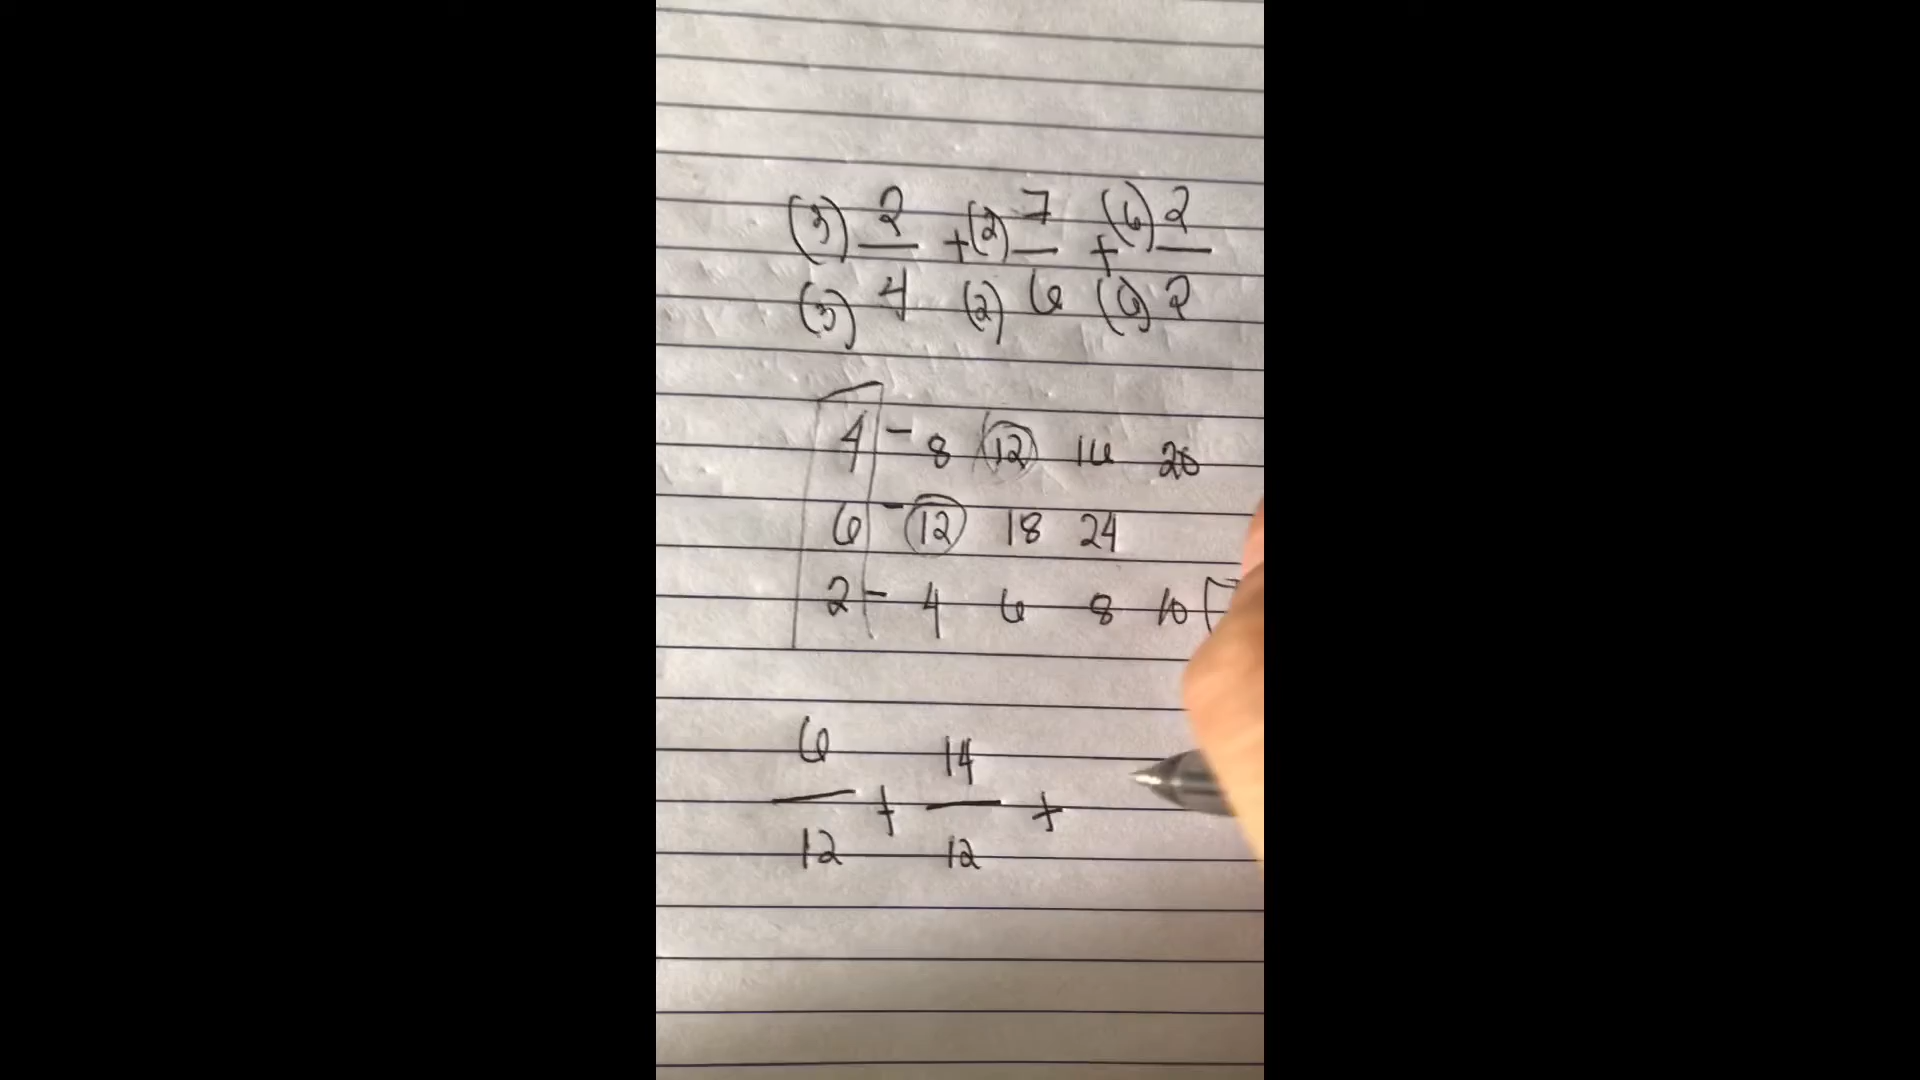 (3) 2 + (2) 7 + (6) 2
(3) 4 (2) 6 (6) 2
4 - 8 12 16 20
6 - 12 18 24
2 - 4 6 8 10
6 + 14 +
12 12